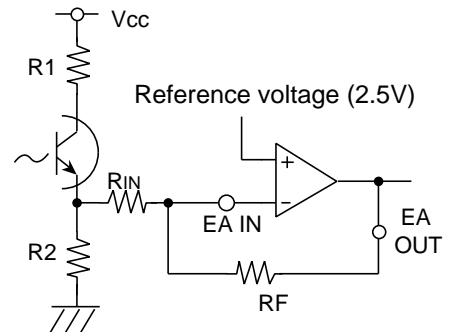 Vcc
R1
Reference voltage (2.5V)
+
RIN
−
EA IN
EA
OUT
R2
RF